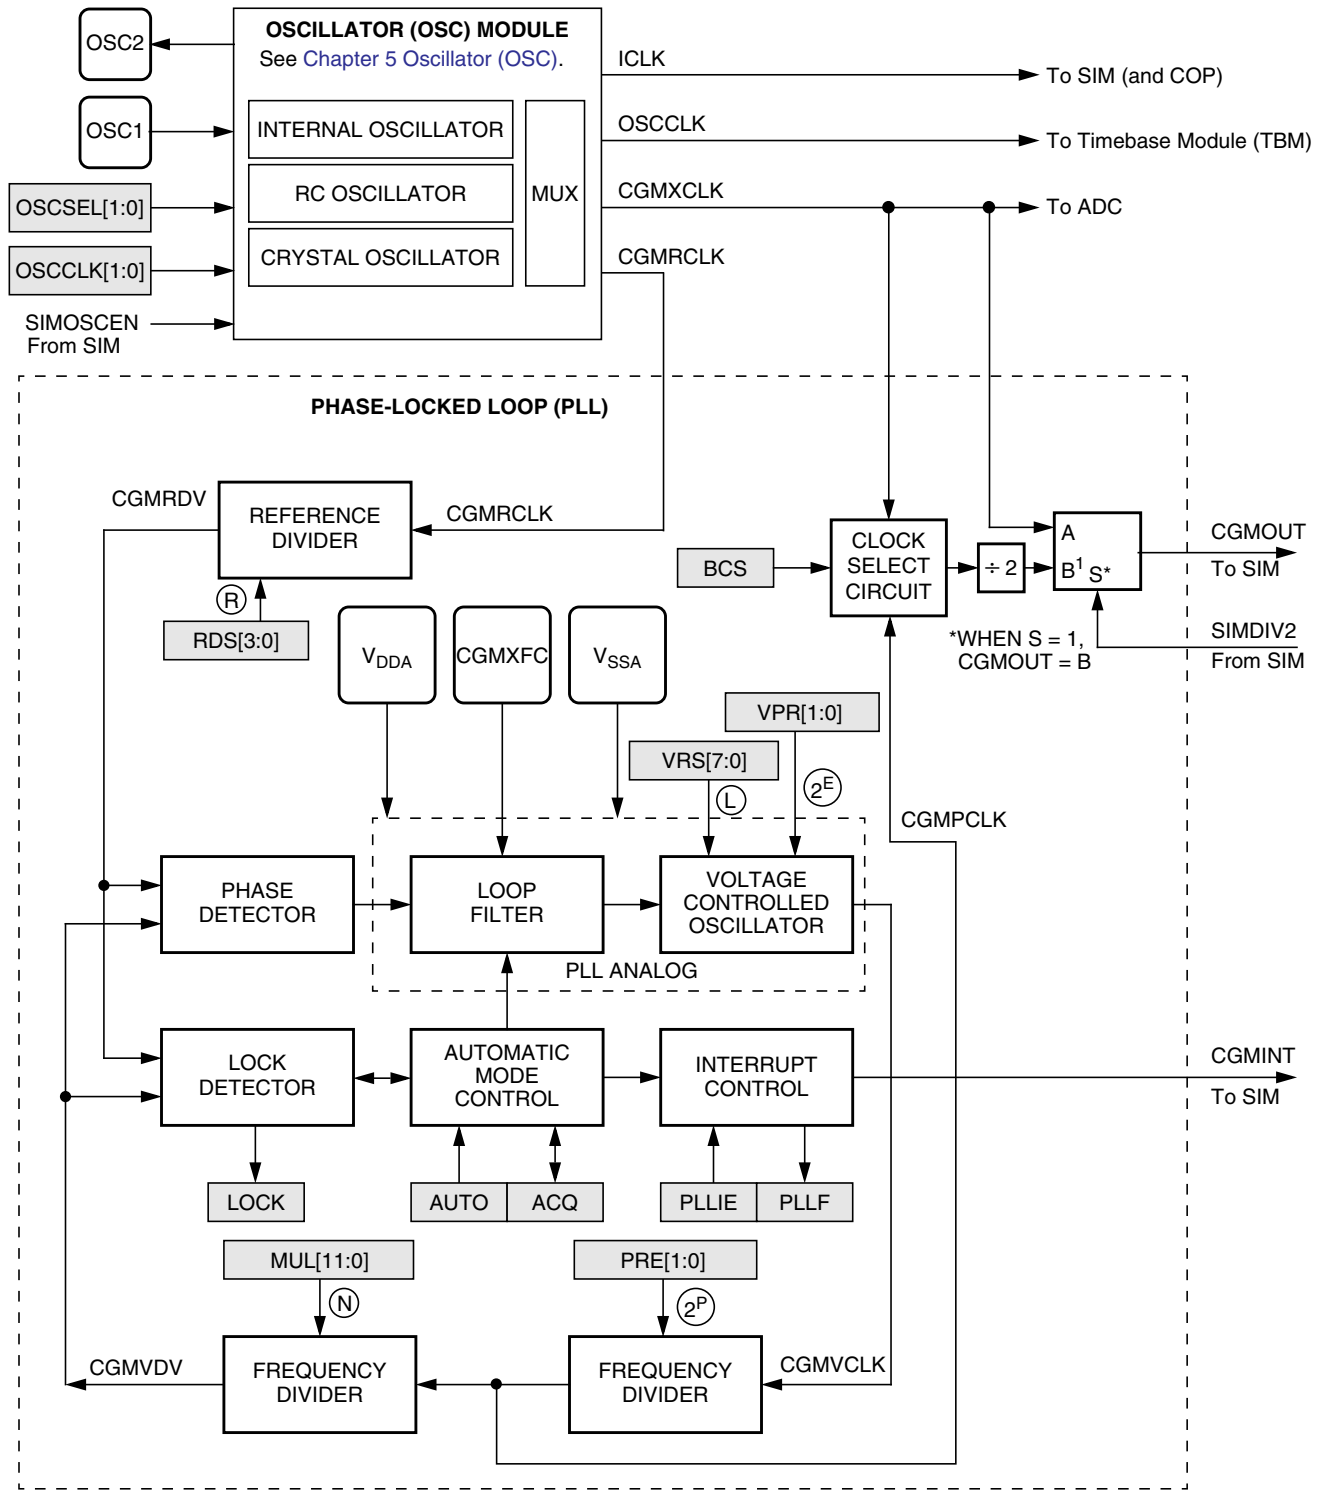 OSC2
OSCILLATOR (OSC) MODULE
See Chapter 5 Oscillator (OSC).
ICLK
To SIM (and COP)
OSC1
INTERNAL OSCILLATOR
OSCCLK
To Timebase Module (TBM)
OSCSEL[1:0]
RC OSCILLATOR
MUX
CGMXCLK
To ADC
OSCCLK[1:0]
CRYSTAL OSCILLATOR
CGMRCLK
SIMOSCEN
From SIM
PHASE-LOCKED LOOP (PLL)
CGMRDV
REFERENCE
DIVIDER
CGMRCLK
BCS
CLOCK
SELECT
CIRCUIT
÷ 2
A
B¹ S*
CGMOUT
To SIM
R
RDS[3:0]
*WHEN S = 1,
CGMOUT = B
SIMDIV2
From SIM
VDDA
CGMXFC
VSSA
VPR[1:0]
VRS[7:0]
L
2^E
CGMPCLK
PHASE
DETECTOR
LOOP
FILTER
VOLTAGE
CONTROLLED
OSCILLATOR
PLL ANALOG
LOCK
DETECTOR
AUTOMATIC
MODE
CONTROL
INTERRUPT
CONTROL
CGMINT
To SIM
LOCK
AUTO
ACQ
PLLIE
PLLF
MUL[11:0]
N
PRE[1:0]
2^P
CGMVDV
FREQUENCY
DIVIDER
FREQUENCY
DIVIDER
CGMVCLK